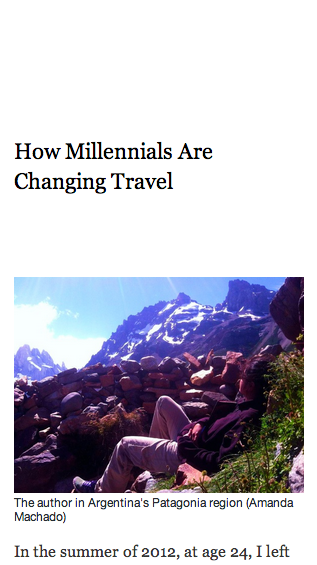 How Millennials Are
Changing Travel
The author in Argentina's Patagonia region (Amanda
Machado)
In the summer of 2012, at age 24, I left